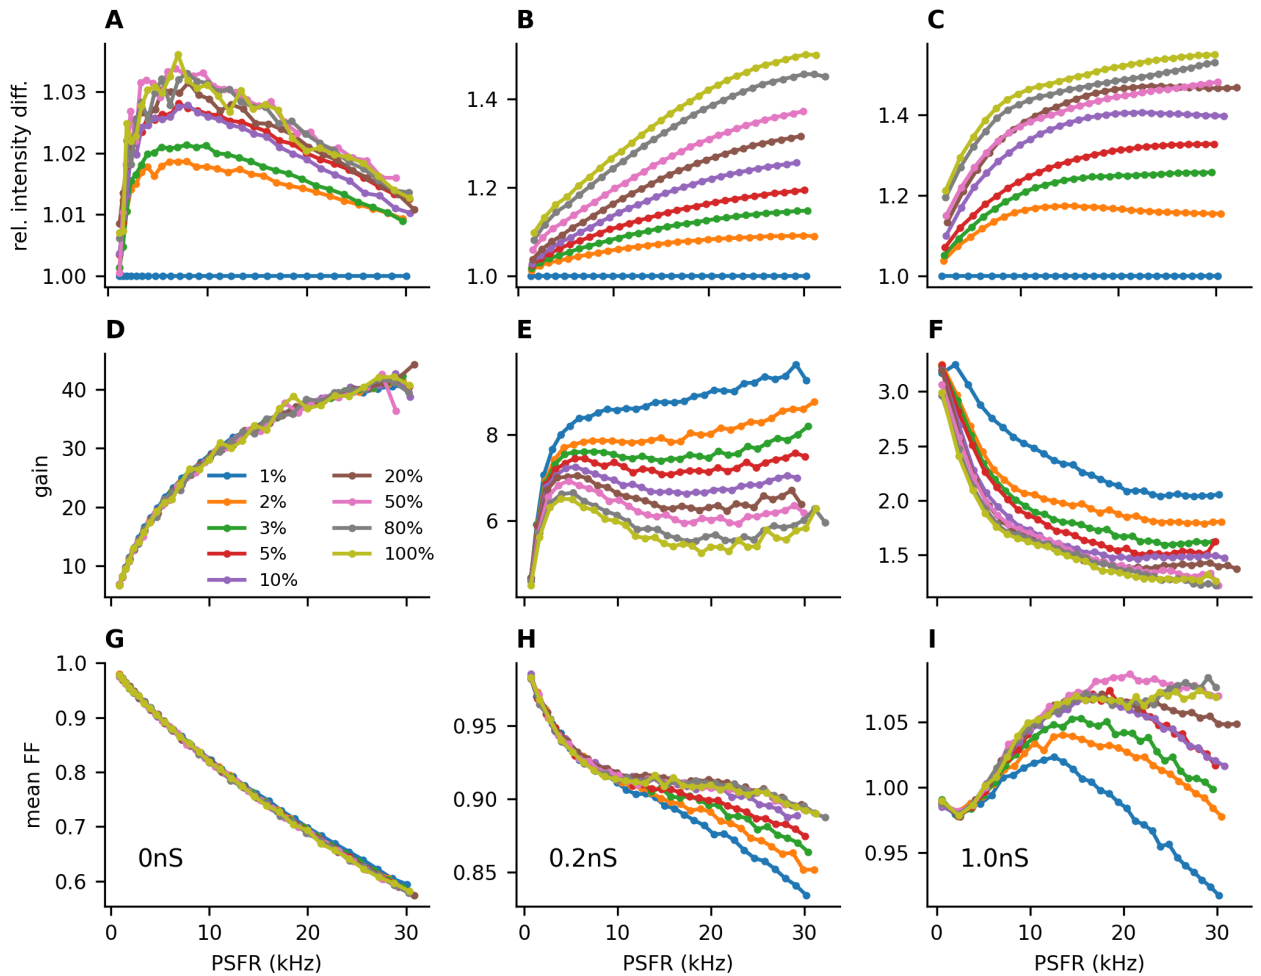 A
B
C
rel. intensity diff.
1.03
1.02
1.01
1.00
1.4
1.2
1.0
1.4
1.2
1.0
D
E
F
gain
40
30
20
10
1%
2%
3%
5%
10%
20%
50%
80%
100%
8
6
3.0
2.5
2.0
1.5
G
H
I
mean FF
1.0
0.9
0.8
0.7
0.6
0nS
0.95
0.90
0.85
0.2nS
1.05
1.00
0.95
1.0nS
0 10 20 30
0 10 20 30
0 10 20 30
PSFR (kHz)
PSFR (kHz)
PSFR (kHz)